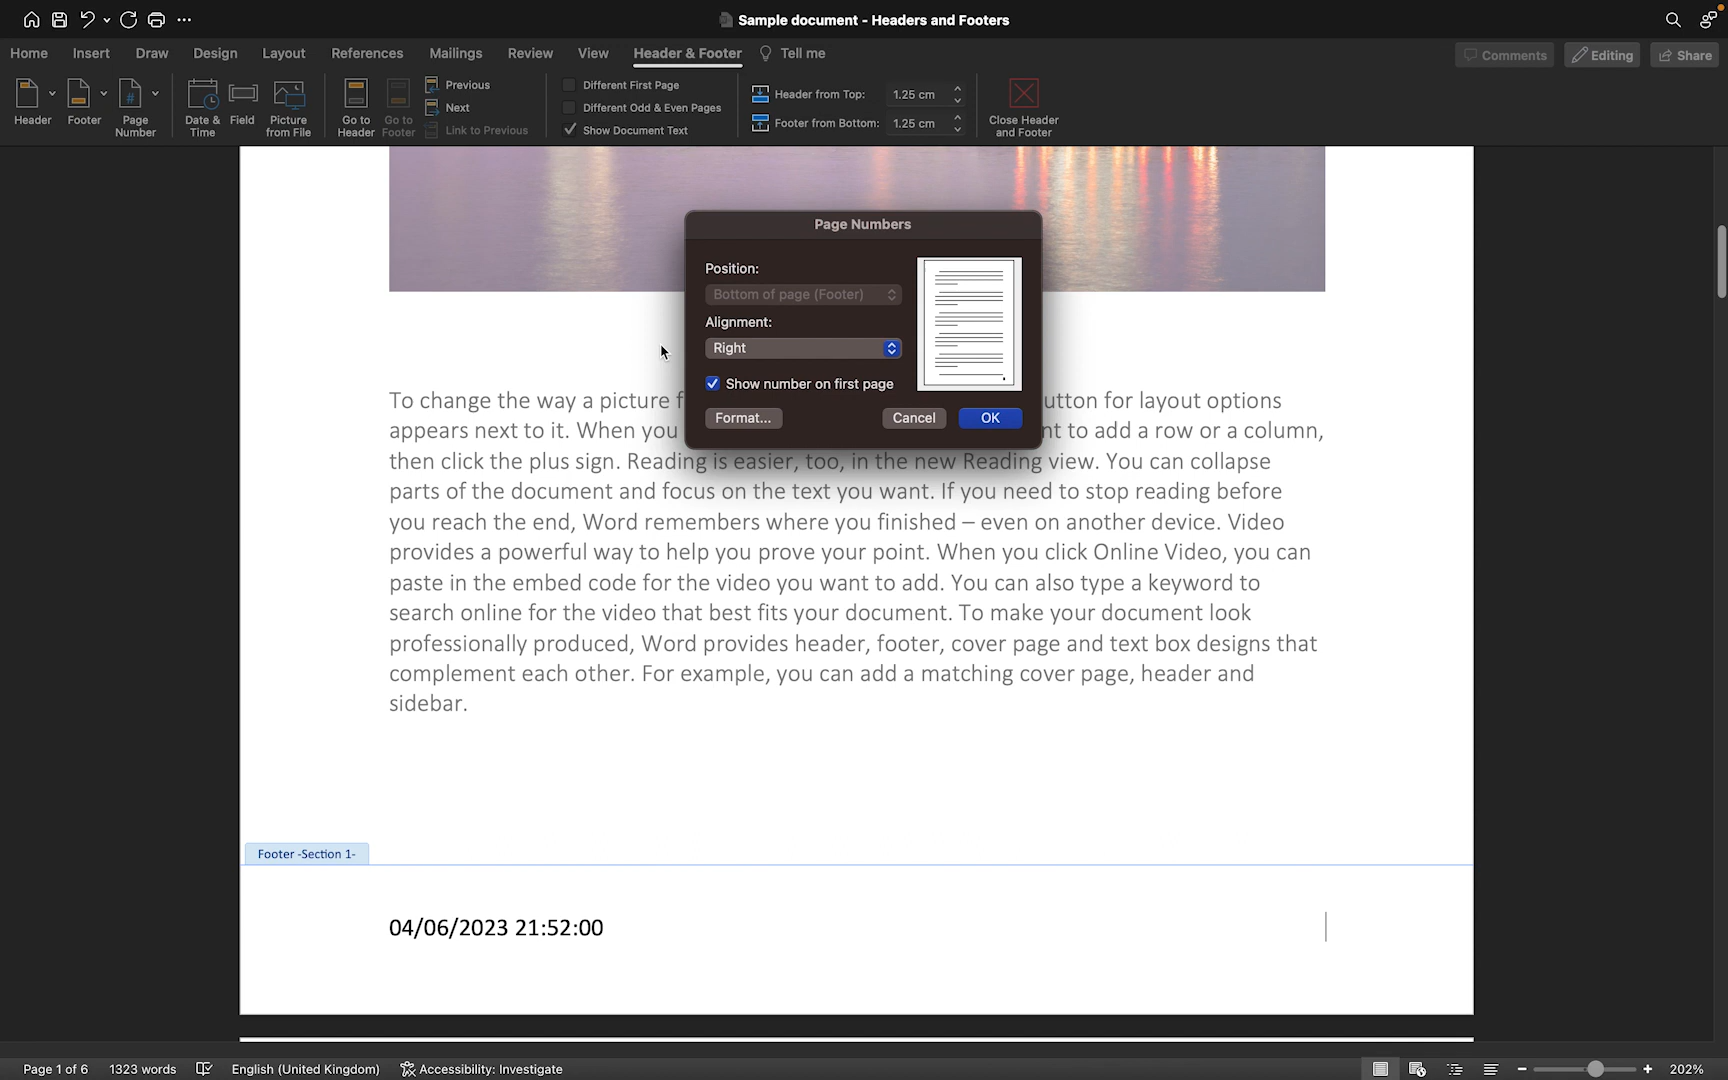 Sample document - Headers and Footers
Home Insert Draw Design Layout References Mailings Review View Header & Footer Tell me Comments Editing Share
Header
Footer
Page Number
Date & Time
Field
Picture from File
Go to Header
Go to Footer
Previous
Next
Link to Previous
Different First Page
Different Odd & Even Pages
Show Document Text
Header from Top: 1.25 cm
Footer from Bottom: 1.25 cm
Close Header and Footer
Page Numbers
Position:
Bottom of page (Footer)
Alignment:
Right
Show number on first page
Format... Cancel OK
To change the way a picture f utton for layout options
appears next to it. When you nt to add a row or a column,
then click the plus sign. Reading is easier, too, in the new Reading view. You can collapse
parts of the document and focus on the text you want. If you need to stop reading before
you reach the end, Word remembers where you finished – even on another device. Video
provides a powerful way to help you prove your point. When you click Online Video, you can
paste in the embed code for the video you want to add. You can also type a keyword to
search online for the video that best fits your document. To make your document look
professionally produced, Word provides header, footer, cover page and text box designs that
complement each other. For example, you can add a matching cover page, header and
sidebar.
Footer -Section 1-
04/06/2023 21:52:00
Page 1 of 6 1323 words English (United Kingdom) Accessibility: Investigate 202%